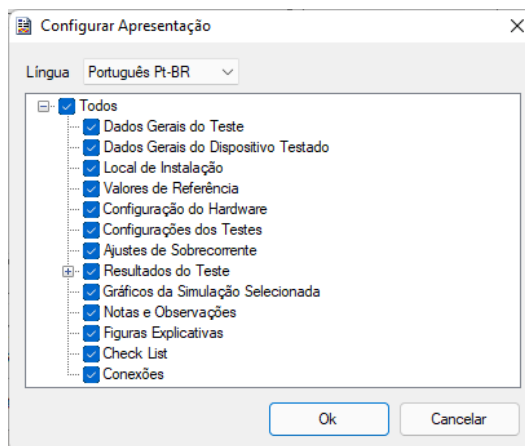 Configurar Apresentação
Língua Português Pt-BR
Todos
Dados Gerais do Teste
Dados Gerais do Dispositivo Testado
Local de Instalação
Valores de Referência
Configuração do Hardware
Configurações dos Testes
Ajustes de Sobrecorrente
Resultados do Teste
Gráficos da Simulação Selecionada
Notas e Observações
Figuras Explicativas
Check List
Conexões
Ok Cancelar